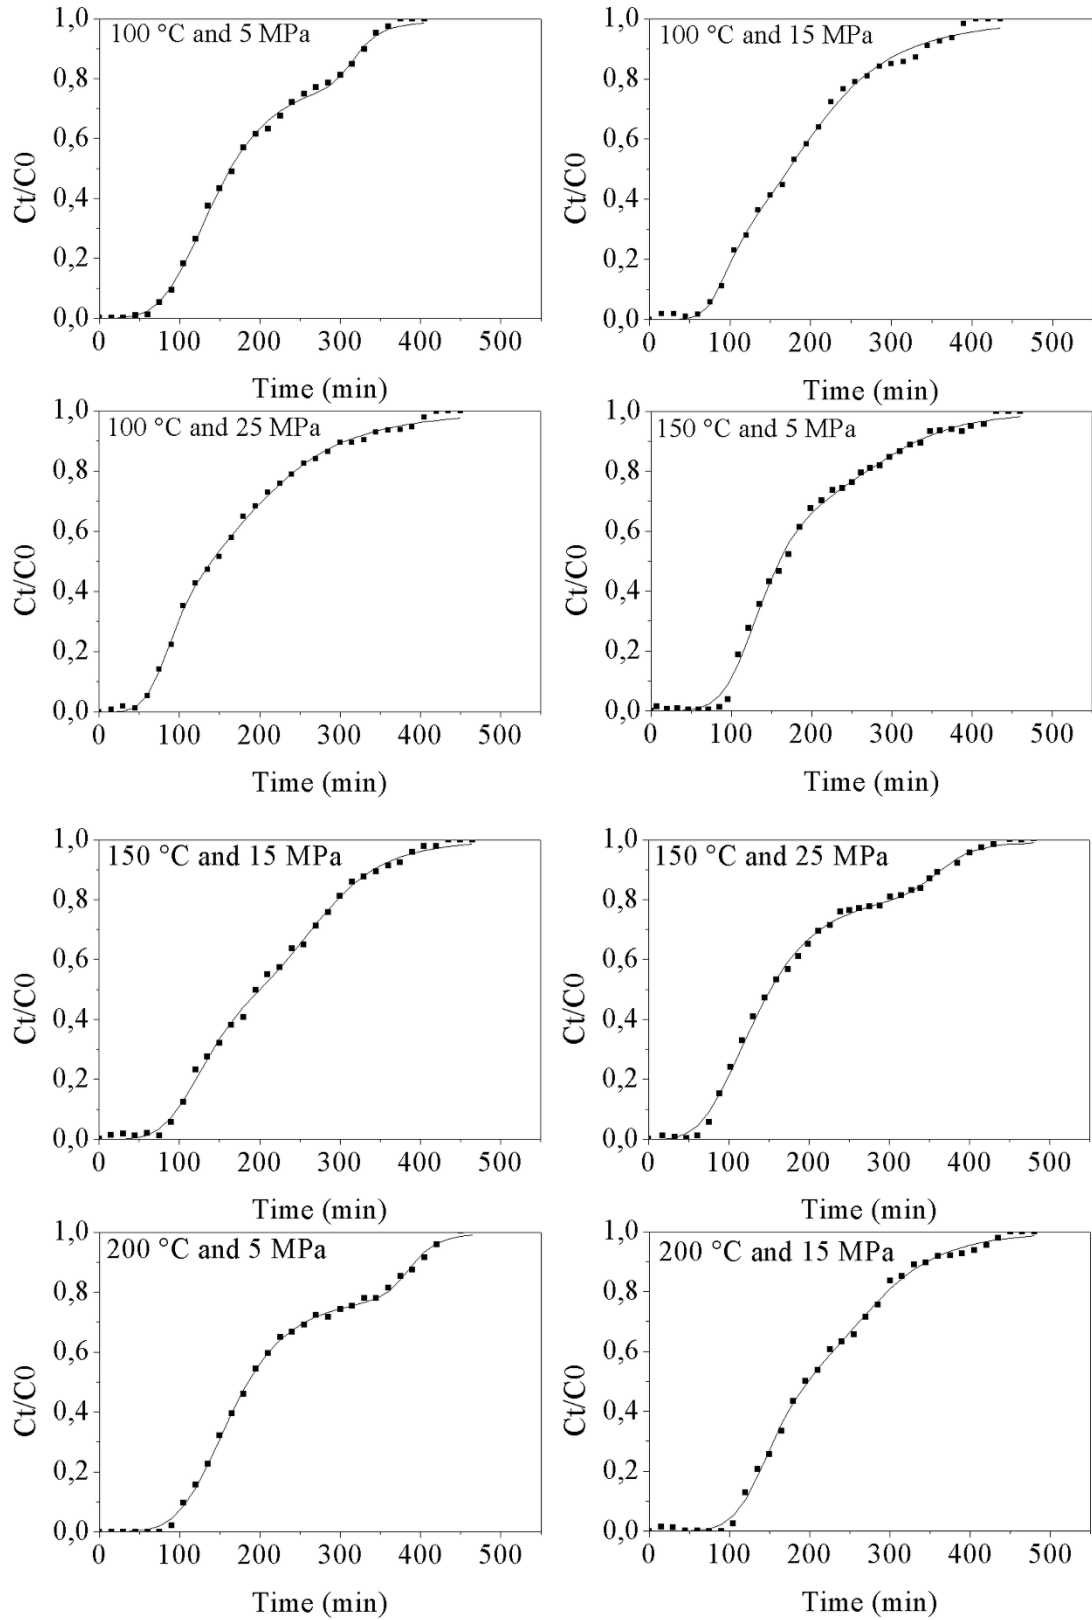 100 °C and 5 MPa
1,0
0,8
0,6
0,4
0,2
0,0
Ct/C0
0 100 200 300 400 500
Time (min)
100 °C and 15 MPa
1,0
0,8
0,6
0,4
0,2
0,0
Ct/C0
0 100 200 300 400 500
Time (min)
100 °C and 25 MPa
1,0
0,8
0,6
0,4
0,2
0,0
Ct/C0
0 100 200 300 400 500
Time (min)
150 °C and 5 MPa
1,0
0,8
0,6
0,4
0,2
0,0
Ct/C0
0 100 200 300 400 500
Time (min)
150 °C and 15 MPa
1,0
0,8
0,6
0,4
0,2
0,0
Ct/C0
0 100 200 300 400 500
Time (min)
150 °C and 25 MPa
1,0
0,8
0,6
0,4
0,2
0,0
Ct/C0
0 100 200 300 400 500
Time (min)
200 °C and 5 MPa
1,0
0,8
0,6
0,4
0,2
0,0
Ct/C0
0 100 200 300 400 500
Time (min)
200 °C and 15 MPa
1,0
0,8
0,6
0,4
0,2
0,0
Ct/C0
0 100 200 300 400 500
Time (min)